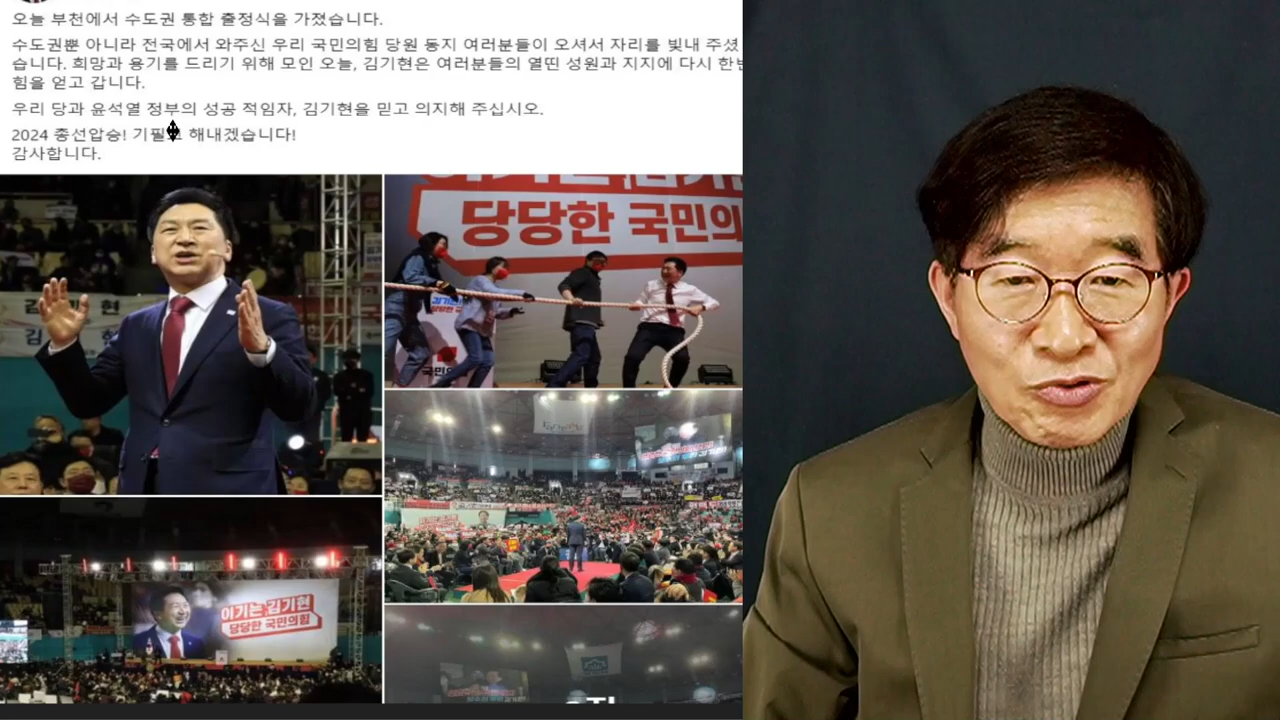 오늘 부천에서 수도권 통합 출정식을 가졌습니다.
수도권뿐 아니라 전국에서 와주신 우리 국민의힘 당원 동지 여러분들이 오셔서 자리를 빛내 주셨
습니다. 희망과 용기를 드리기 위해 모인 오늘, 김기현은 여러분들의 열띤 성원과 지지에 다시 한번
힘을 얻고 갑니다.
우리 당과 윤석열 정부의 성공 적임자, 김기현을 믿고 의지해 주십시오.
2024 총선압승! 해내겠습니다!
감사합니다.
이기는 김기현
당당한 국민의
이기는 김기현
당당한 국민의힘